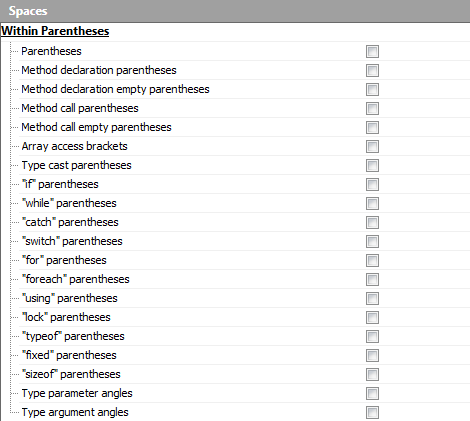 Spaces
Within Parentheses
Parentheses
Method declaration parentheses
Method declaration empty parentheses
Method call parentheses
Method call empty parentheses
Array access brackets
Type cast parentheses
"if" parentheses
"while" parentheses
"catch" parentheses
"switch" parentheses
"for" parentheses
"foreach" parentheses
"using" parentheses
"lock" parentheses
"typeof" parentheses
"fixed" parentheses
"sizeof" parentheses
Type parameter angles
Type argument angles